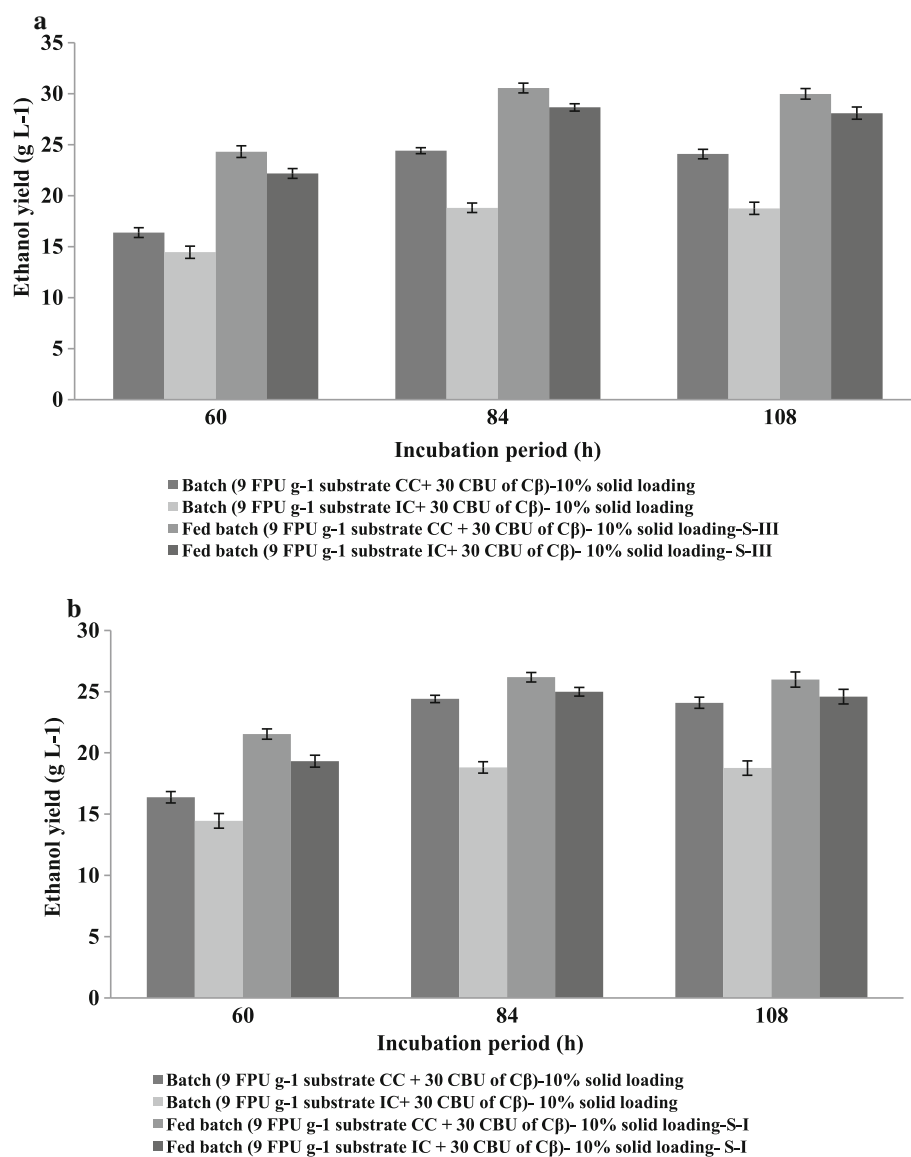 a
35
30
25
20
15
10
5
0
Ethanol yield (g L-1)
60 84 108
Incubation period (h)
Batch (9 FPU g-1 substrate CC+ 30 CBU of Cβ)-10% solid loading
Batch (9 FPU g-1 substrate IC+ 30 CBU of Cβ)- 10% solid loading
Fed batch (9 FPU g-1 substrate CC + 30 CBU of Cβ)- 10% solid loading-S-III
Fed batch (9 FPU g-1 substrate IC+ 30 CBU of Cβ)- 10% solid loading- S-III
b
30
25
20
15
10
5
0
Ethanol yield (g L-1)
60 84 108
Incubation period (h)
Batch (9 FPU g-1 substrate CC + 30 CBU of Cβ)-10% solid loading
Batch (9 FPU g-1 substrate IC+ 30 CBU of Cβ)- 10% solid loading
Fed batch (9 FPU g-1 substrate CC + 30 CBU of Cβ)- 10% solid loading-S-I
Fed batch (9 FPU g-1 substrate IC + 30 CBU of Cβ)- 10% solid loading- S-I